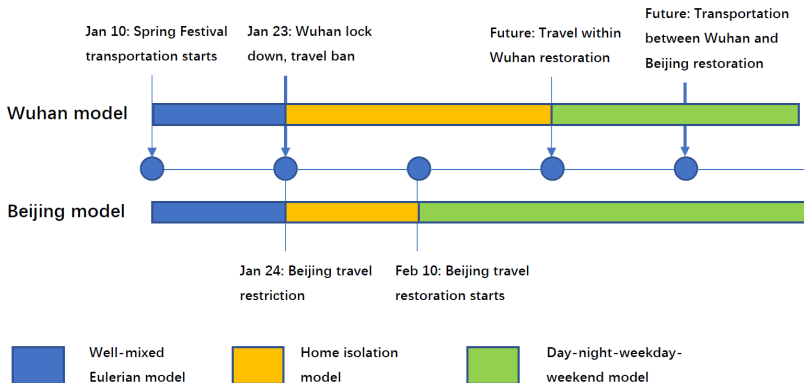 Jan 10: Spring Festival
transportation starts
Jan 23: Wuhan lock
down, travel ban
Future: Travel within
Wuhan restoration
Future: Transportation
between Wuhan and
Beijing restoration
Wuhan model
Beijing model
Jan 24: Beijing travel
restriction
Feb 10: Beijing travel
restoration starts
Well-mixed
Eulerian model
Home isolation
model
Day-night-weekday-
weekend model